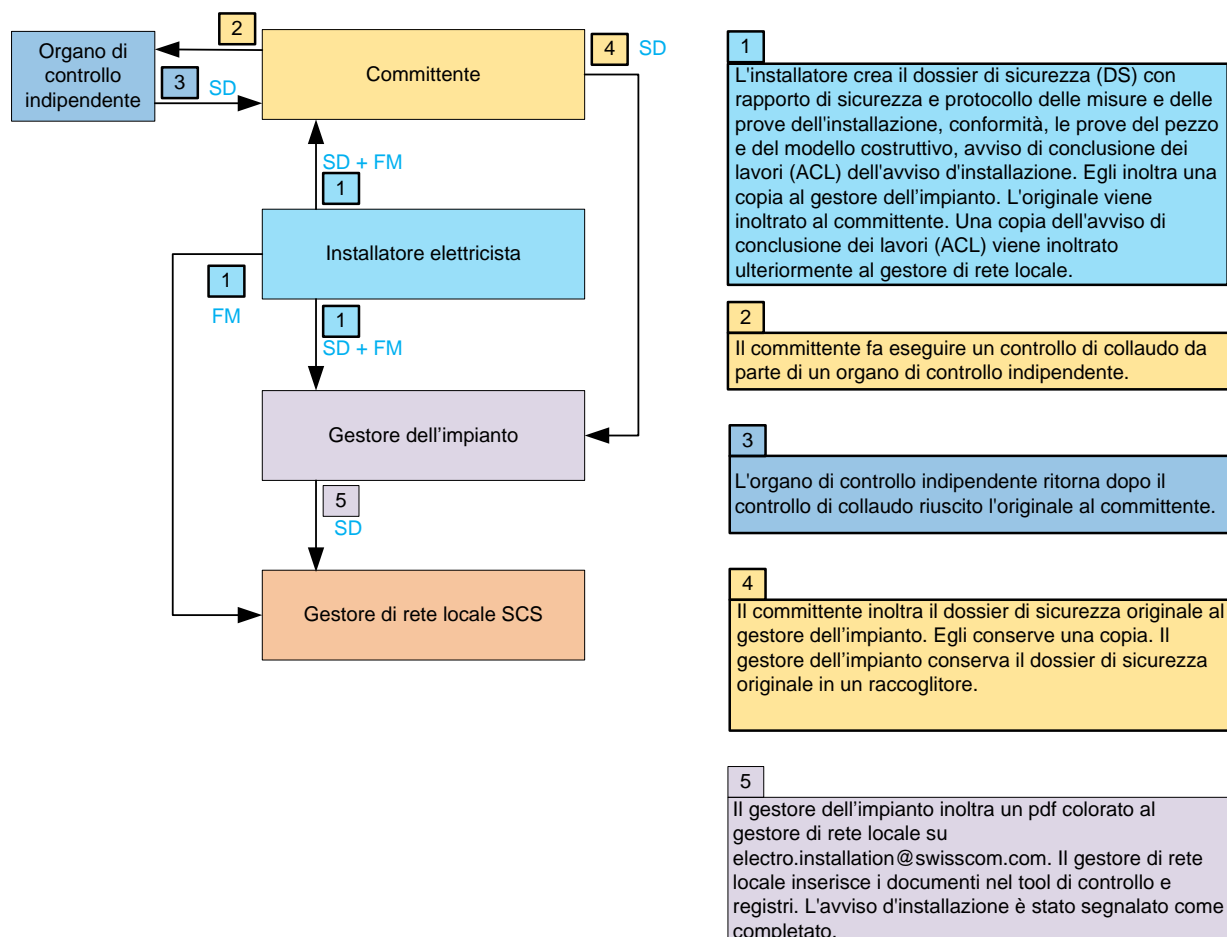 2
4
SD
Organo di
controllo
indipendente
Committente
3
SD
SD + FM
1
Installatore elettricista
1
FM
1
SD + FM
Gestore dell’impianto
5
SD
Gestore di rete locale SCS
1
L'installatore crea il dossier di sicurezza (DS) con
rapporto di sicurezza e protocollo delle misure e delle
prove dell'installazione, conformità, le prove del pezzo
e del modello costruttivo, avviso di conclusione dei
lavori (ACL) dell'avviso d'installazione. Egli inoltra una
copia al gestore dell’impianto. L'originale viene
inoltrato al committente. Una copia dell'avviso di
conclusione dei lavori (ACL) viene inoltrato
ulteriormente al gestore di rete locale.
2
Il committente fa eseguire un controllo di collaudo da
parte di un organo di controllo indipendente.
3
L'organo di controllo indipendente ritorna dopo il
controllo di collaudo riuscito l'originale al committente.
4
Il committente inoltra il dossier di sicurezza originale al
gestore dell’impianto. Egli conserve una copia. Il
gestore dell’impianto conserva il dossier di sicurezza
originale in un raccoglitore.
5
Il gestore dell’impianto inoltra un pdf colorato al
gestore di rete locale su
electro.installation@swisscom.com. Il gestore di rete
locale inserisce i documenti nel tool di controllo e
registri. L'avviso d'installazione è stato segnalato come
completato.